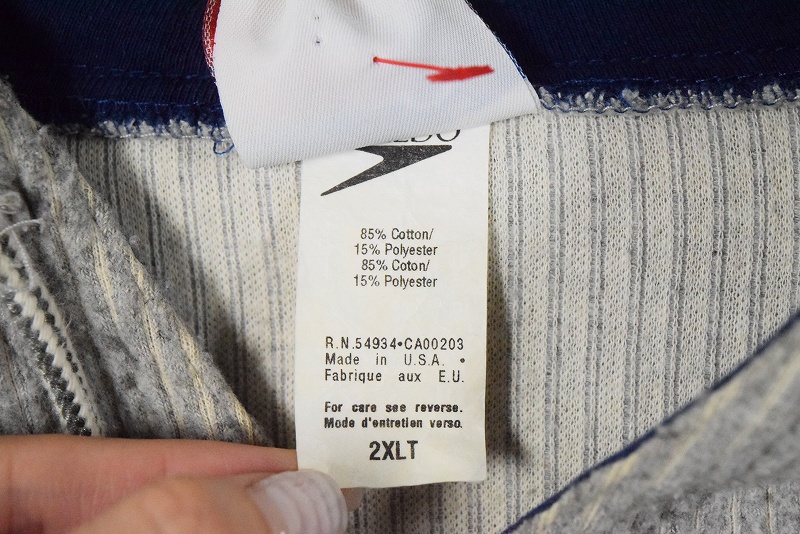 85% Cotton/
15% Polyester
85% Coton/
15% Polyester
R.N.54934•CA00203
Made in U.S.A. •
Fabrique aux E.U.
For care see reverse.
Mode d'entretien verso.
2XLT